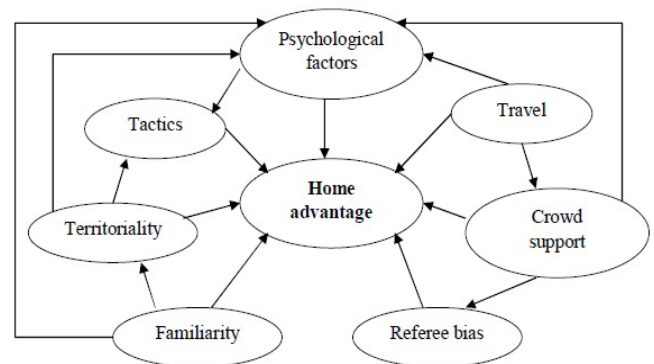 Psychological
factors
Tactics
Travel
Home
advantage
Territoriality
Crowd
support
Familiarity
Referee bias